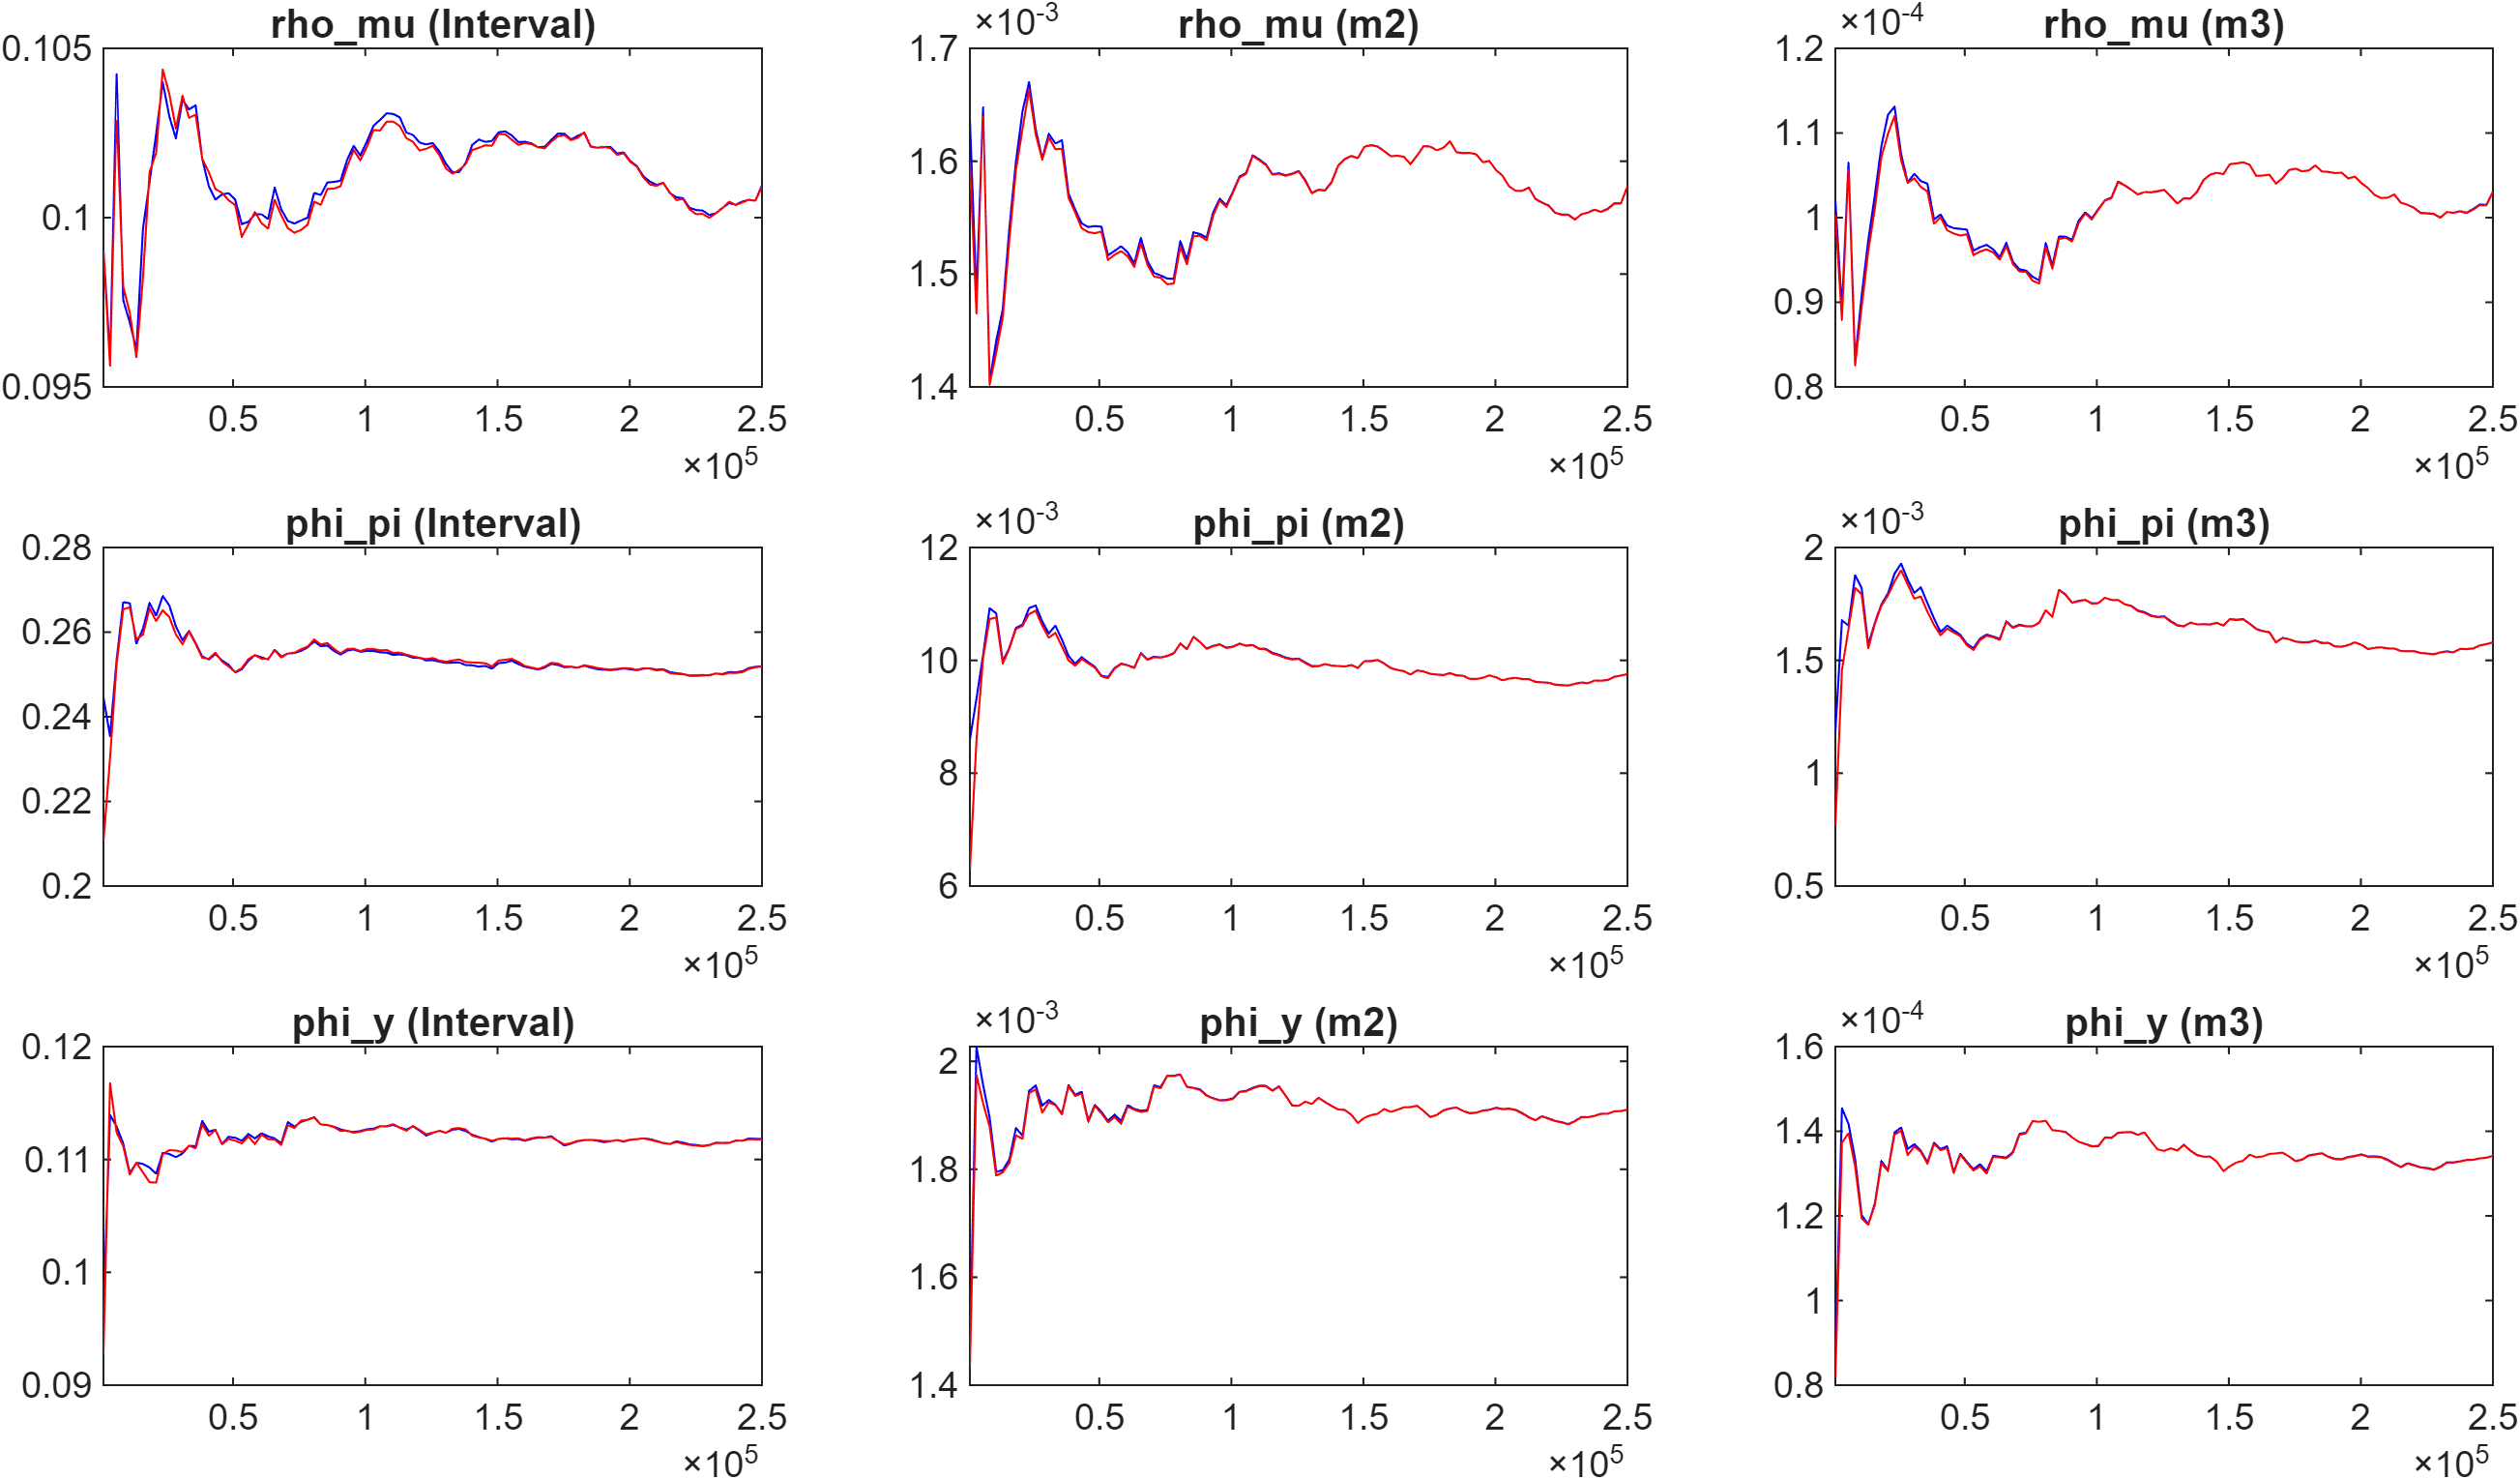 rho_mu (Interval)
0.105
0.1
0.095
0.5 1 1.5 2 2.5
×10^5
rho_mu (m2)
×10^-3
1.7
1.6
1.5
1.4
0.5 1 1.5 2 2.5
×10^5
rho_mu (m3)
×10^-4
1.2
1.1
1
0.9
0.8
0.5 1 1.5 2 2.5
×10^5
phi_pi (Interval)
0.28
0.26
0.24
0.22
0.2
0.5 1 1.5 2 2.5
×10^5
phi_pi (m2)
×10^-3
12
10
8
6
0.5 1 1.5 2 2.5
×10^5
phi_pi (m3)
×10^-3
2
1.5
1
0.5
0.5 1 1.5 2 2.5
×10^5
phi_y (Interval)
0.12
0.11
0.1
0.09
0.5 1 1.5 2 2.5
×10^5
phi_y (m2)
×10^-3
2
1.8
1.6
1.4
0.5 1 1.5 2 2.5
×10^5
phi_y (m3)
×10^-4
1.6
1.4
1.2
1
0.8
0.5 1 1.5 2 2.5
×10^5